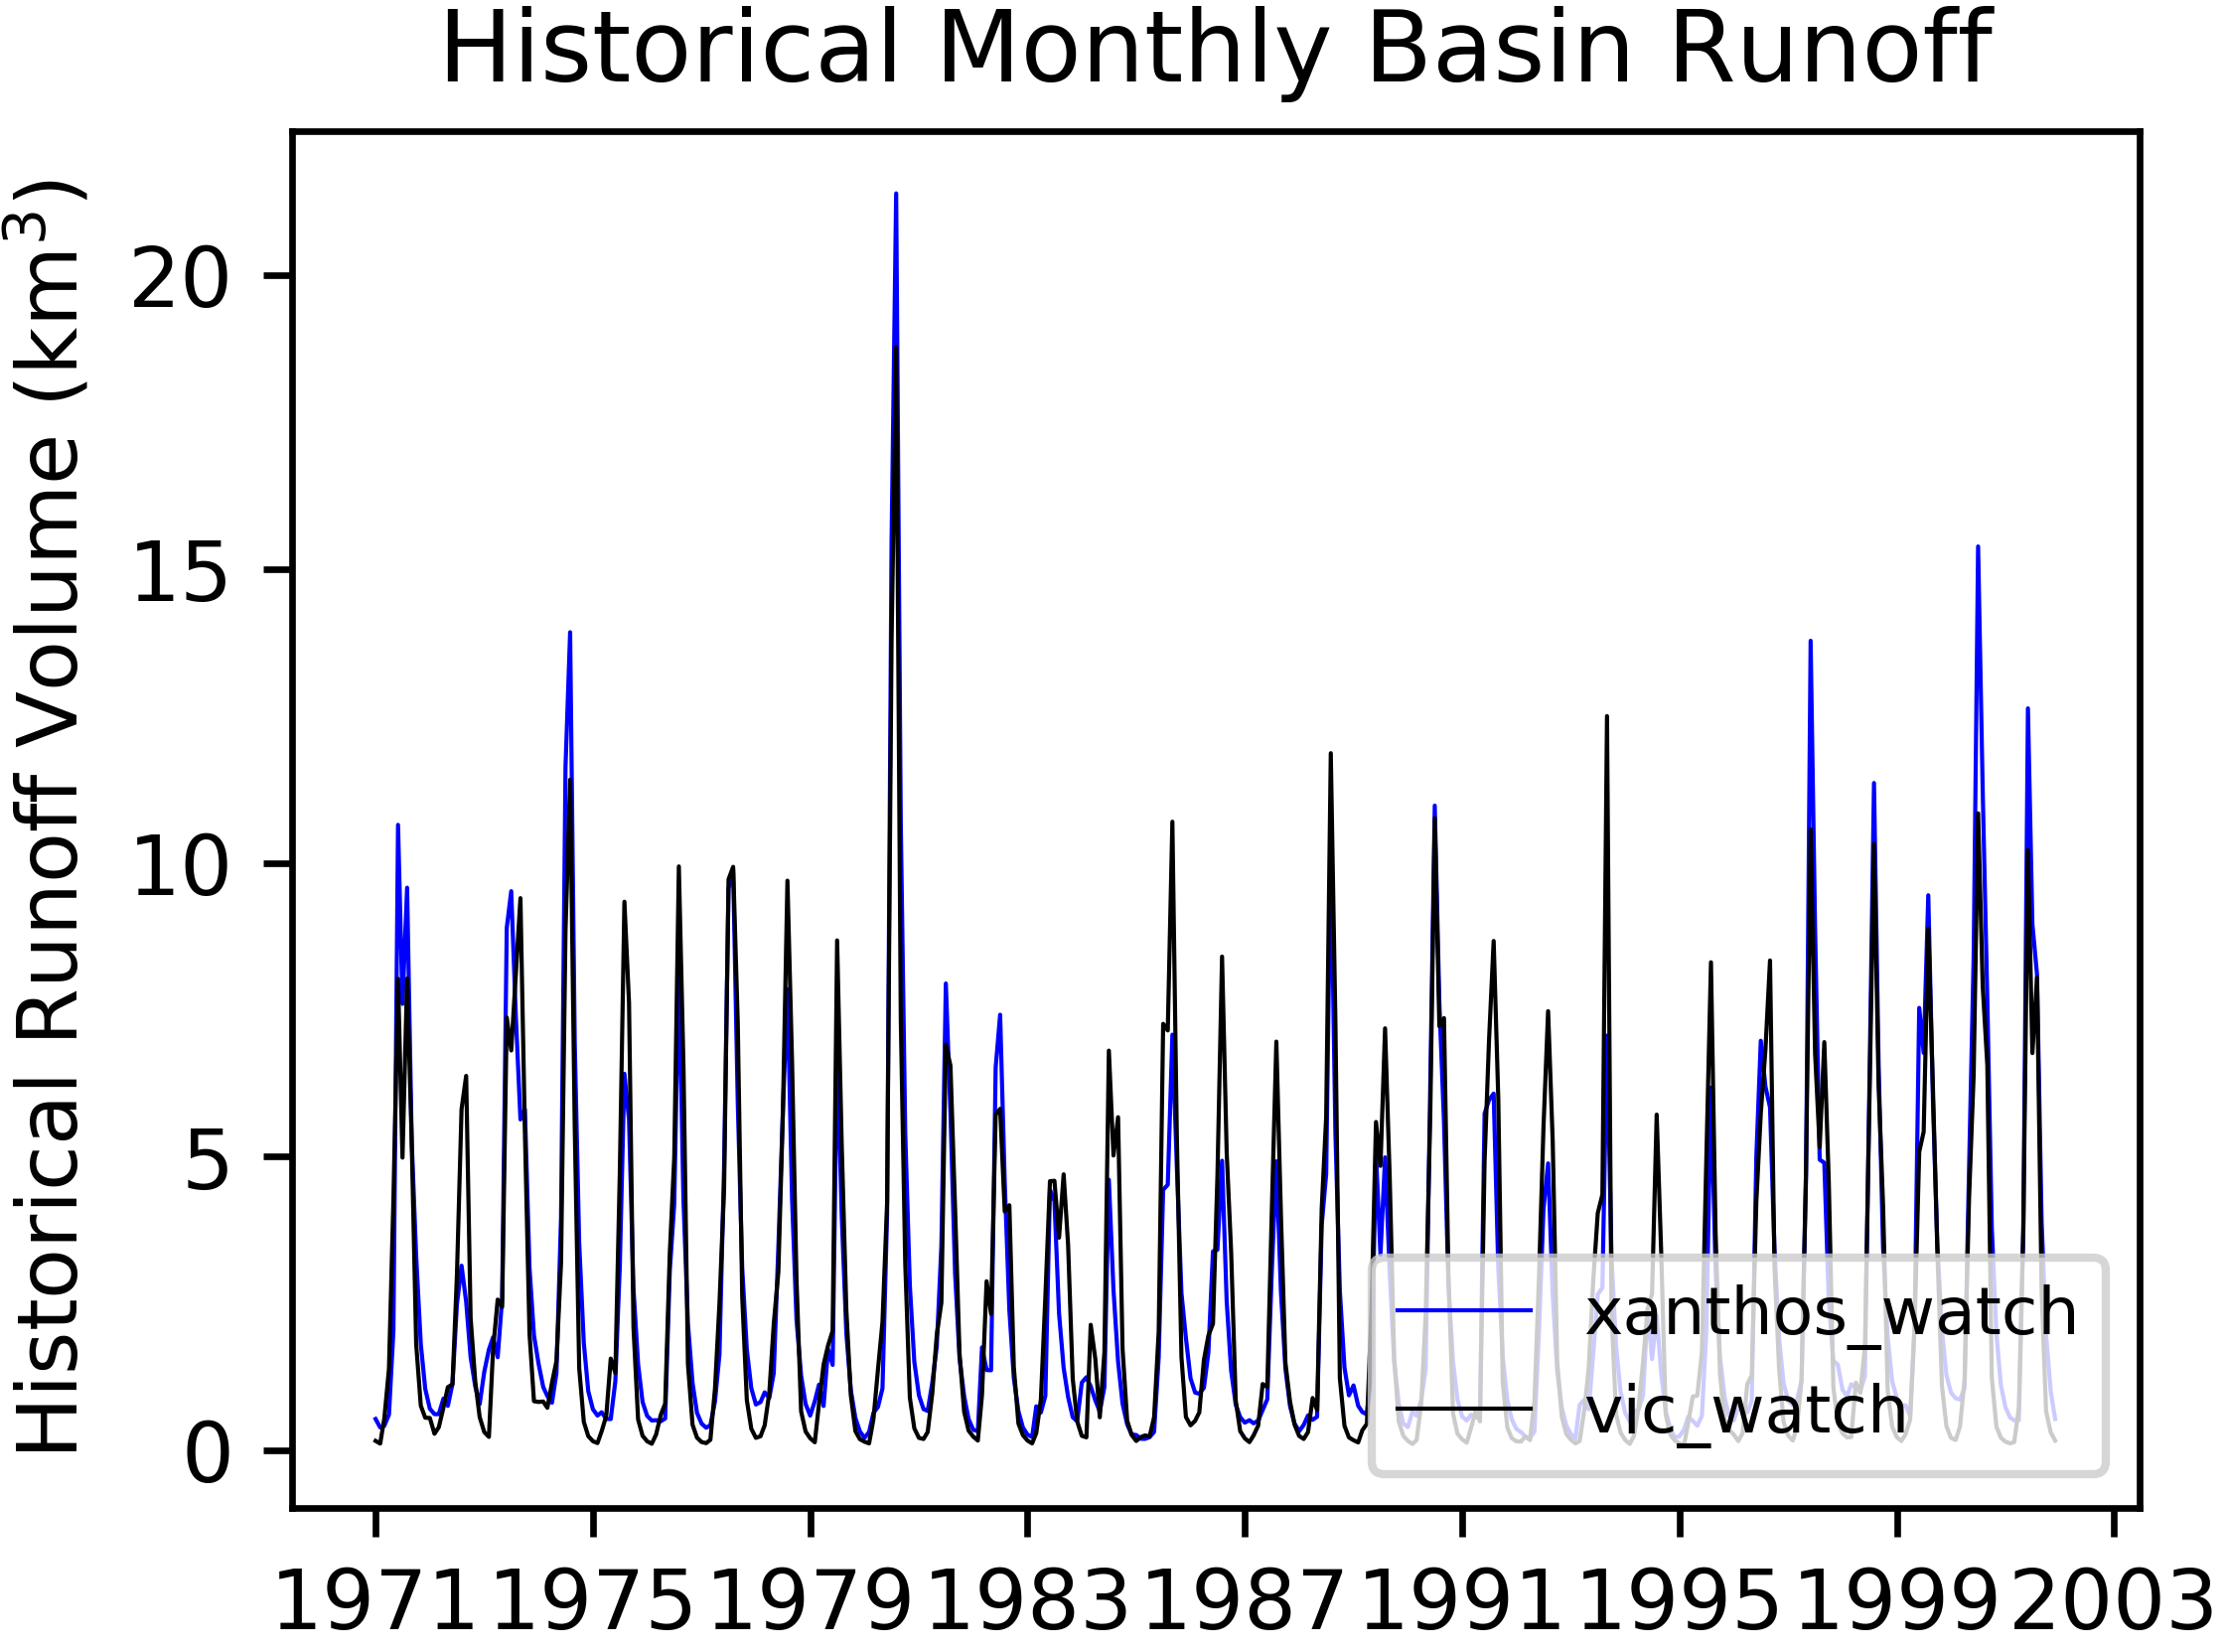 Historical Monthly Basin Runoff
Historical Runoff Volume (km³)
20
15
10
5
0
xanthos_watch
vic_watch
1971 1975 1979 1983 1987 1991 1995 1999 2003